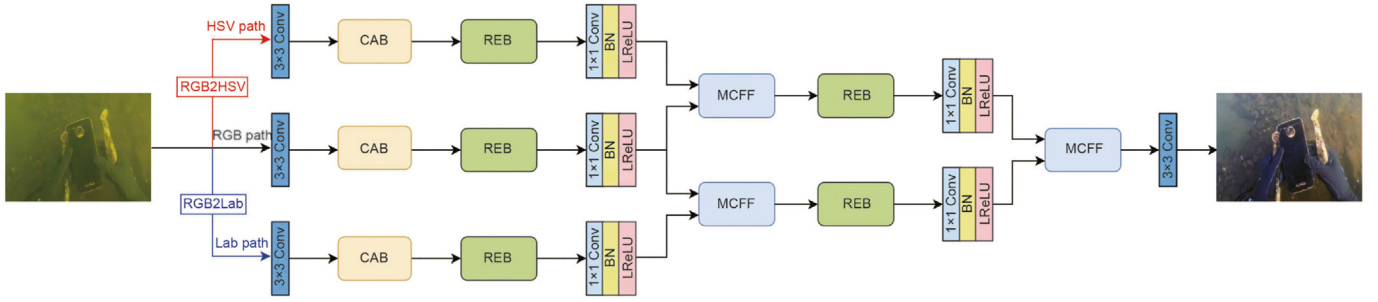 HSV path
3×3 Conv
CAB
REB
1×1 Conv
BN
LReLU
RGB2HSV
RGB path
3×3 Conv
CAB
REB
1×1 Conv
BN
LReLU
RGB2Lab
Lab path
3×3 Conv
CAB
REB
1×1 Conv
BN
LReLU
MCFF
REB
1×1 Conv
BN
LReLU
MCFF
REB
1×1 Conv
BN
LReLU
MCFF
3×3 Conv